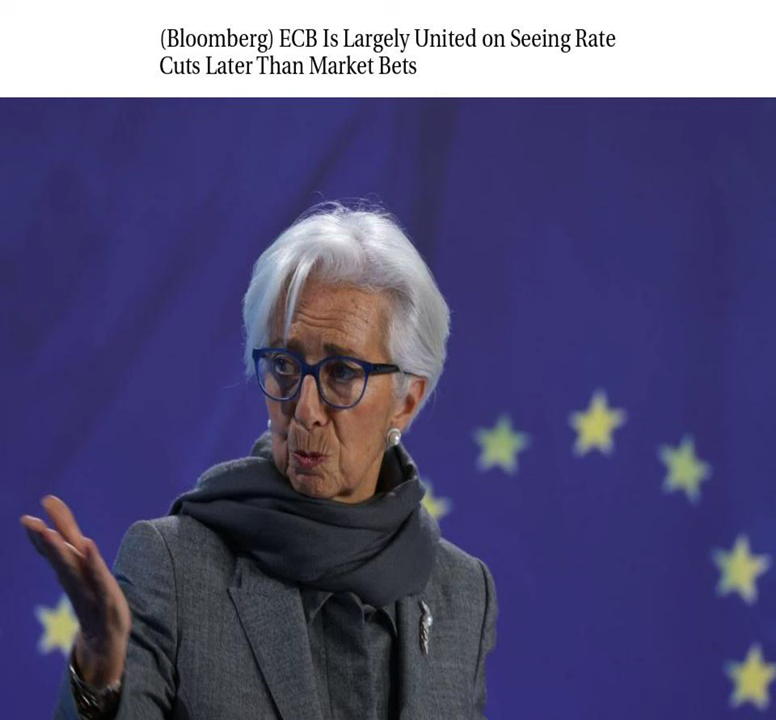 (Bloomberg) ECB Is Largely United on Seeing Rate
Cuts Later Than Market Bets